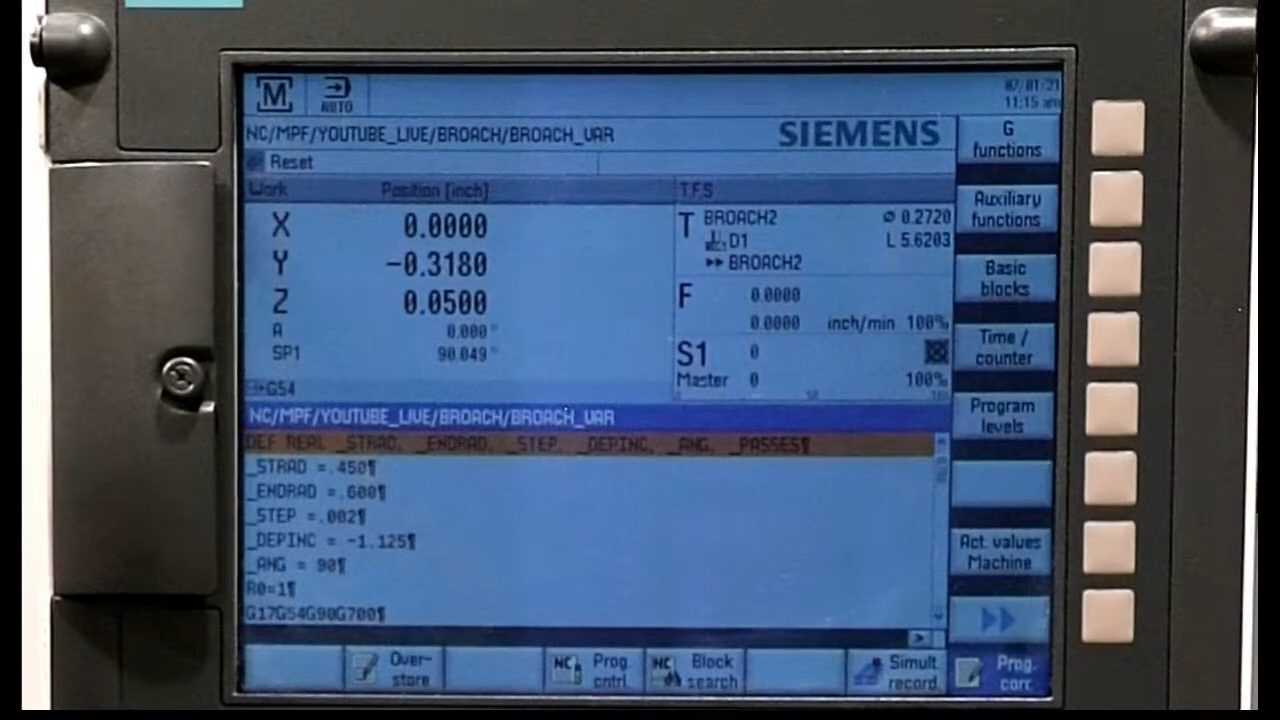 M
AUTO
07/01/21
11:15 am
NC/MPF/YOUTUBE_LIVE/BROACH/BROACH_VAR
SIEMENS
Reset
Work Position [inch]
T,F,S
X 0.0000
Y -0.3180
Z 0.0500
A 0.000 °
SP1 90.049 °
G54
T BROACH2 ⌀ 0.2720
D1 L 5.6203
BROACH2
F 0.0000
0.0000 inch/min 100%
S1 0
Master 0 100%
NC/MPF/YOUTUBE_LIVE/BROACH/BROACH_VAR
DEF REAL _STRAD, _ENDRAD, _STEP, _DEPINC, _ANG, _PASSES¶
_STRAD =.450¶
_ENDRAD =.600¶
_STEP =.002¶
_DEPINC = -1.125¶
_ANG = 90¶
R0=1¶
G17G54G90G700¶
G
functions
Auxiliary
functions
Basic
blocks
Time /
counter
Program
levels
Act. values
Machine
Over-
store
NC Prog.
cntrl.
NC Block
search
Simult.
record.
Prog.
corr.